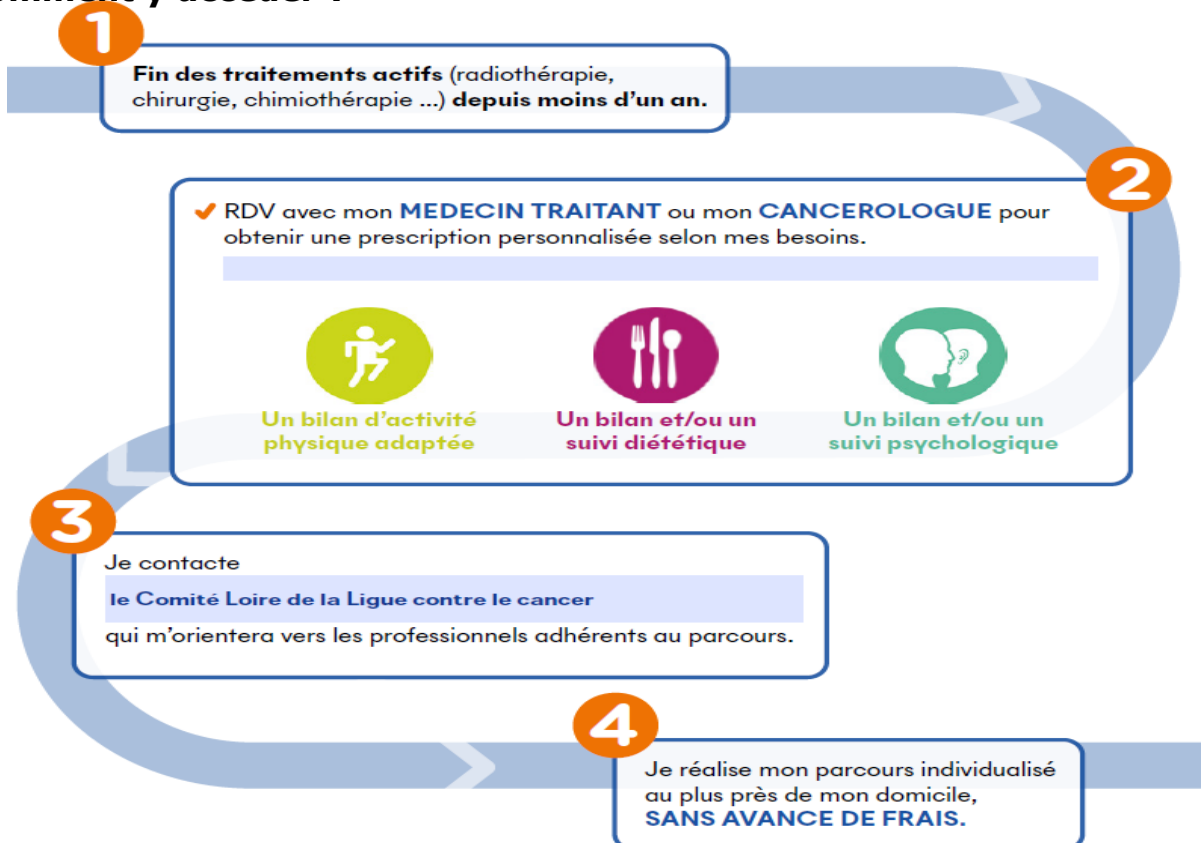 y accéder ?
1
Fin des traitements actifs (radiothérapie,
chirurgie, chimiothérapie ...) depuis moins d'un an.
2
✓ RDV avec mon MEDECIN TRAITANT ou mon CANCEROLOGUE pour
obtenir une prescription personnalisée selon mes besoins.
Un bilan d'activité
physique adaptée
Un bilan et/ou un
suivi diététique
Un bilan et/ou un
suivi psychologique
3
Je contacte
le Comité Loire de la Ligue contre le cancer
qui m'orientera vers les professionnels adhérents au parcours.
4
Je réalise mon parcours individualisé
au plus près de mon domicile,
SANS AVANCE DE FRAIS.